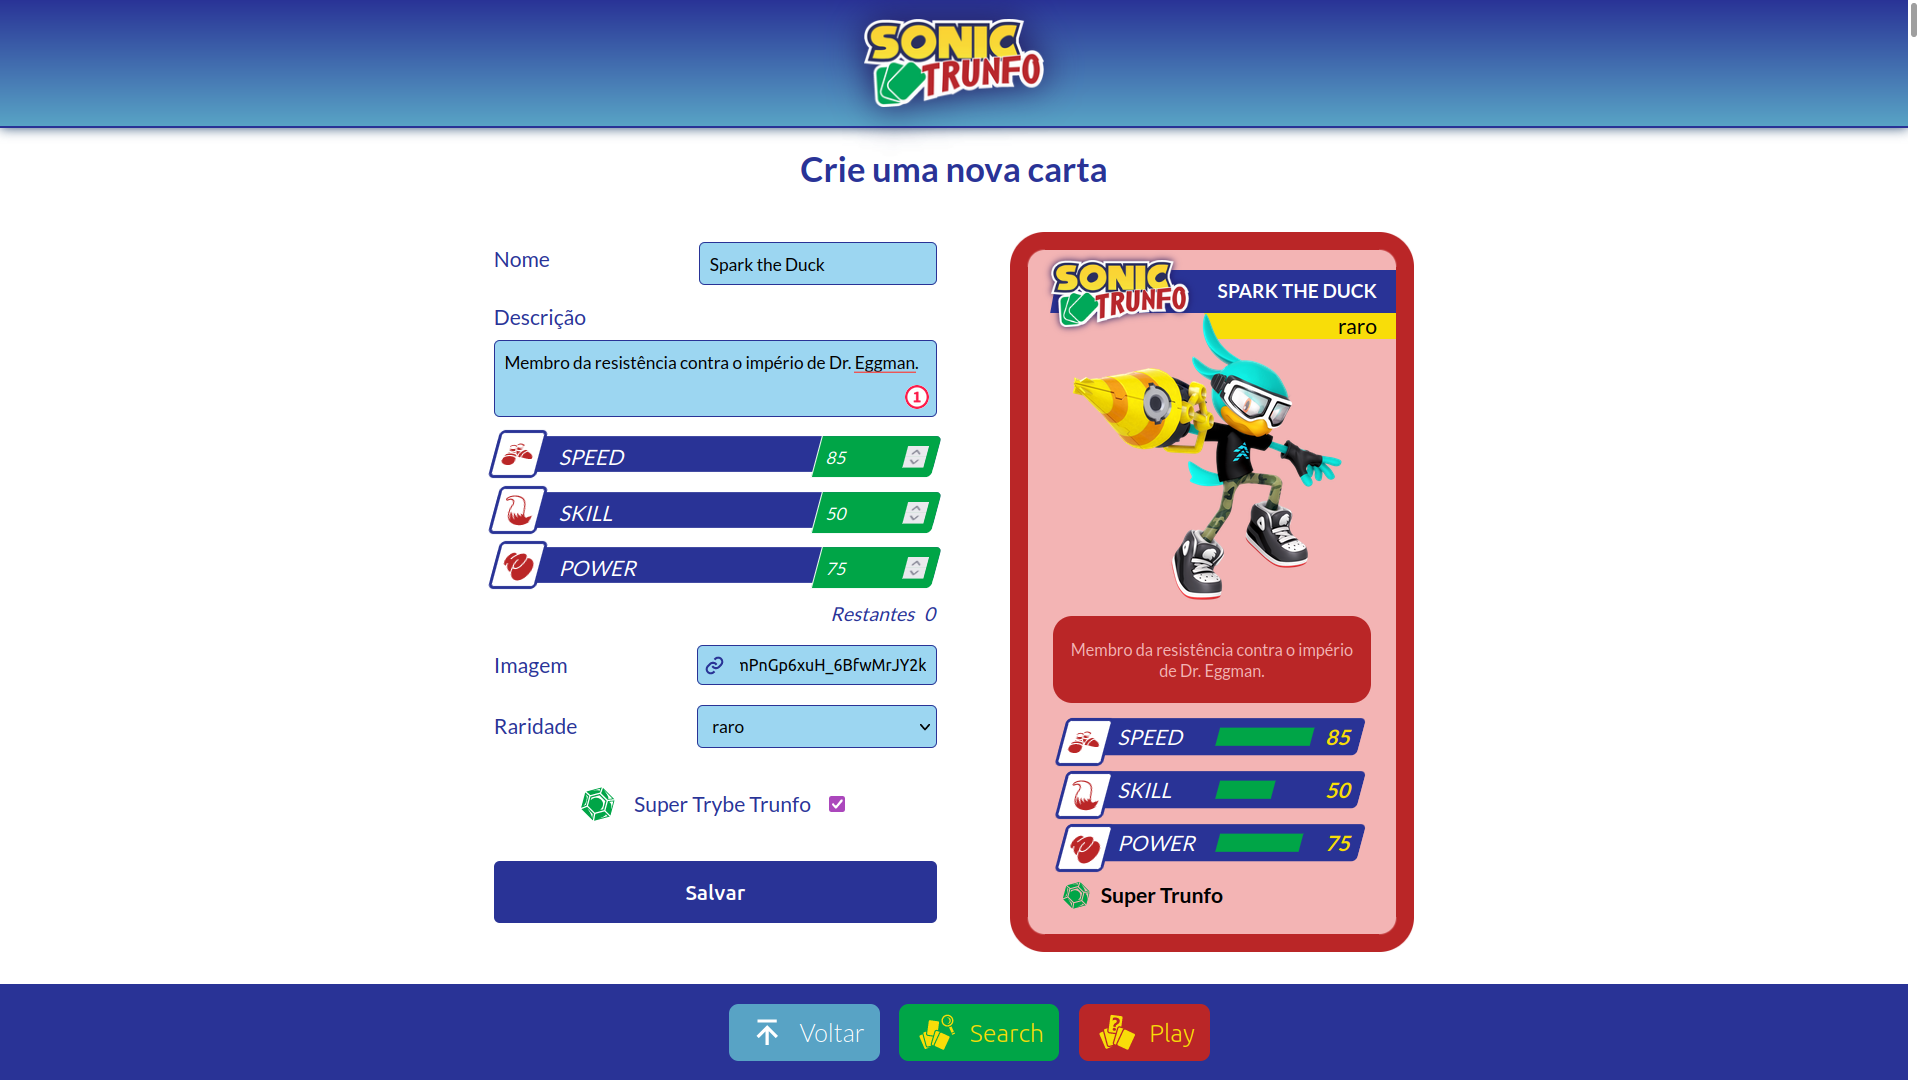 SONIC
TRUNFO
Crie uma nova carta
Nome
Spark the Duck
Descrição
Membro da resistência contra o império de Dr. Eggman.
1
SPEED
85
SKILL
50
POWER
75
Restantes 0
Imagem
nPnGp6xuH_6BfwMrJY2k
Raridade
raro
Super Trybe Trunfo
Salvar
SONIC
TRUNFO
SPARK THE DUCK
raro
Membro da resistência contra o império
de Dr. Eggman.
SPEED
85
SKILL
50
POWER
75
Super Trunfo
Voltar
?
Search
Play